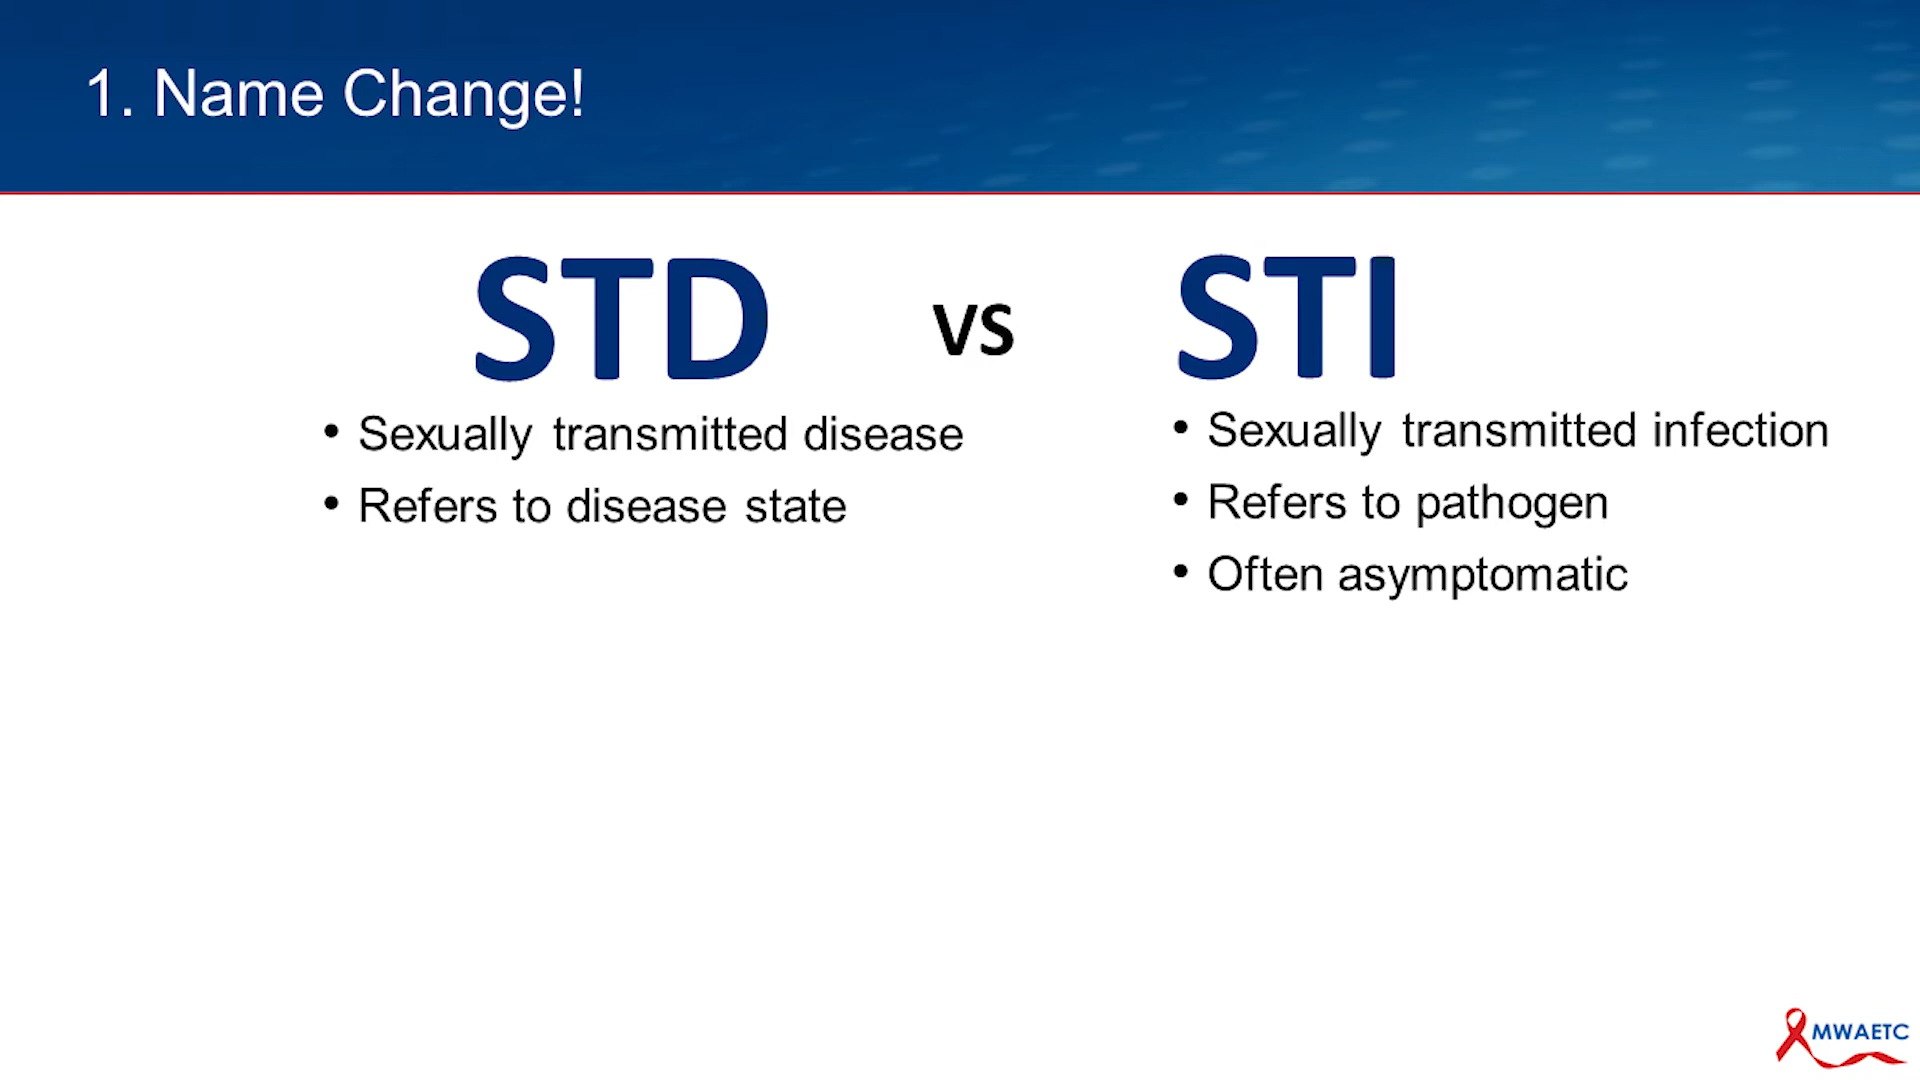 1. Name Change!
STD
vs
STI
• Sexually transmitted disease
• Refers to disease state
• Sexually transmitted infection
• Refers to pathogen
• Often asymptomatic
MWAETC